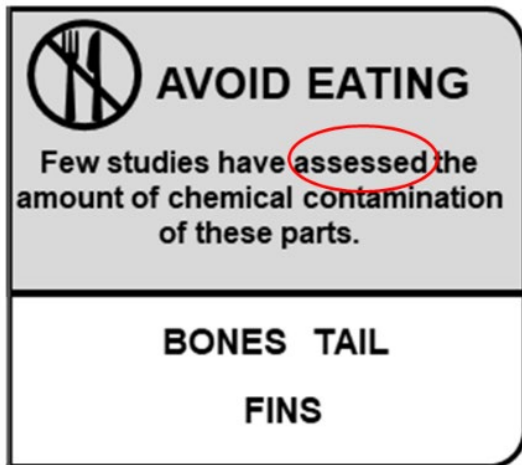 AVOID EATING
Few studies have assessed the
amount of chemical contamination
of these parts.
BONES TAIL
FINS